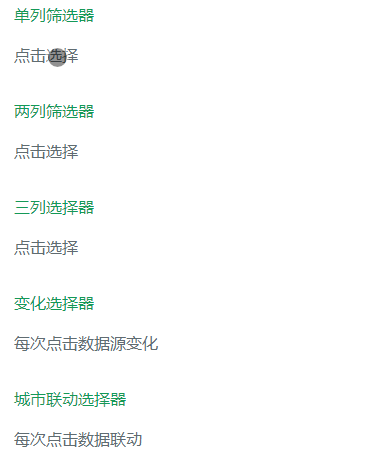 单列筛选器
点击选择
两列筛选器
点击选择
三列选择器
点击选择
变化选择器
每次点击数据源变化
城市联动选择器
每次点击数据联动